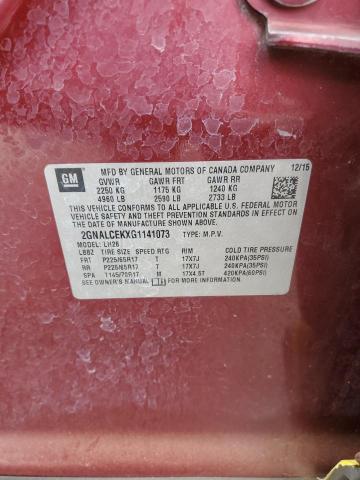 GM
MFD BY GENERAL MOTORS OF CANADA COMPANY 12/15
GVWR GAWR FRT GAWR RR
2250 KG 1175 KG 1240 KG
4960 LB 2590 LB 2733 LB
THIS VEHICLE CONFORMS TO ALL APPLICABLE U.S. FEDERAL
MOTOR VEHICLE SAFETY, BUMPER, AND THEFT
PREVENTION STANDARDS IN EFFECT ON THE
DATE OF MANUFACTURE SHOWN ABOVE.
2GNALCEKXG1141073 TYPE: M.P.V.
MODEL: LH26
LBBZ TIRE SIZE SPEED RTG RIM COLD TIRE PRESSURE
FRT P225/65R17 T 17X7J 240KPA(35PSI)
RR P225/65R17 T 17X7J 240KPA(35PSI)
SPA T145/70R17 M 17X4.5T 420KPA(60PSI)
SEE OWNER'S MANUAL FOR MORE INFORMATION.